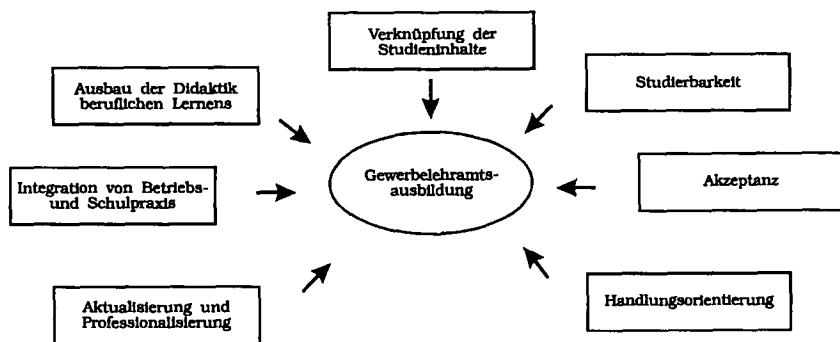 Verknüpfung der
Studieninhalte
Ausbau der Didaktik
beruflichen Lernens
Studierbarkeit
Gewerbelehramts-
ausbildung
Integration von Betriebs-
und Schulpraxis
Akzeptanz
Aktualisierung und
Professionalisierung
Handlungsorientierung